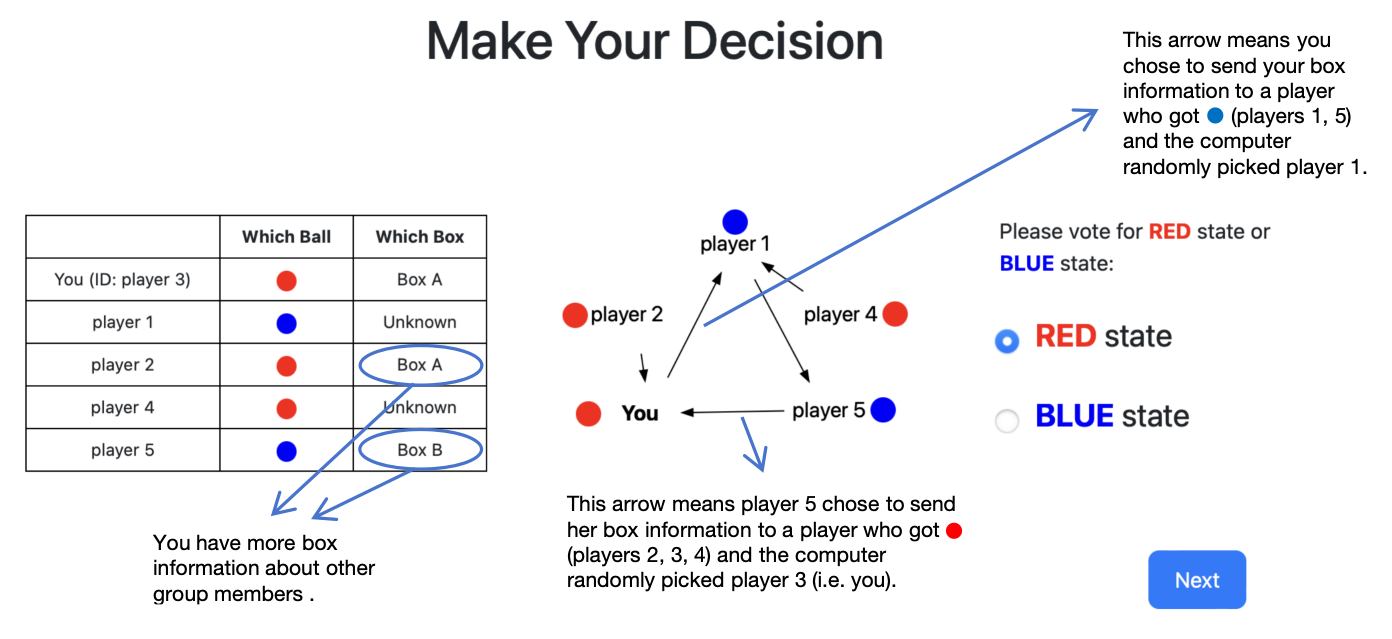 Make Your Decision
This arrow means you
chose to send your box
information to a player
who got (players 1, 5)
and the computer
randomly picked player 1.
Which Ball Which Box
You (ID: player 3) Box A
player 1 Unknown
player 2 Box A
player 4 Unknown
player 5 Box B
You have more box
information about other
group members .
player 1
player 2
player 4
You
player 5
This arrow means player 5 chose to send
her box information to a player who got
(players 2, 3, 4) and the computer
randomly picked player 3 (i.e. you).
Please vote for RED state or
BLUE state:
RED state
BLUE state
Next